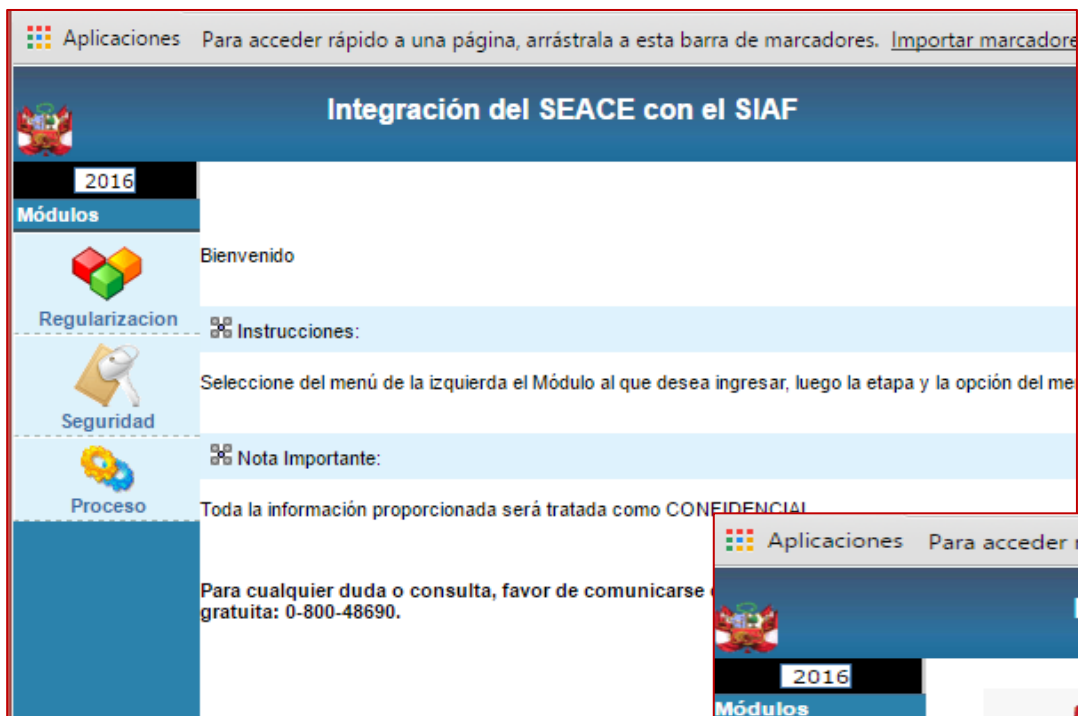 Aplicaciones Para acceder rápido a una página, arrástrala a esta barra de marcadores. Importar marcadore
Integración del SEACE con el SIAF
2016
Módulos
Bienvenido
Regularizacion
Instrucciones:
Seleccione del menú de la izquierda el Módulo al que desea ingresar, luego la etapa y la opción del me
Seguridad
Nota Importante:
Proceso
Toda la información proporcionada será tratada como CONFIDENCIAL
Para cualquier duda o consulta, favor de comunicarse
gratuita: 0-800-48690.
Aplicaciones Para acceder
2016
Módulos